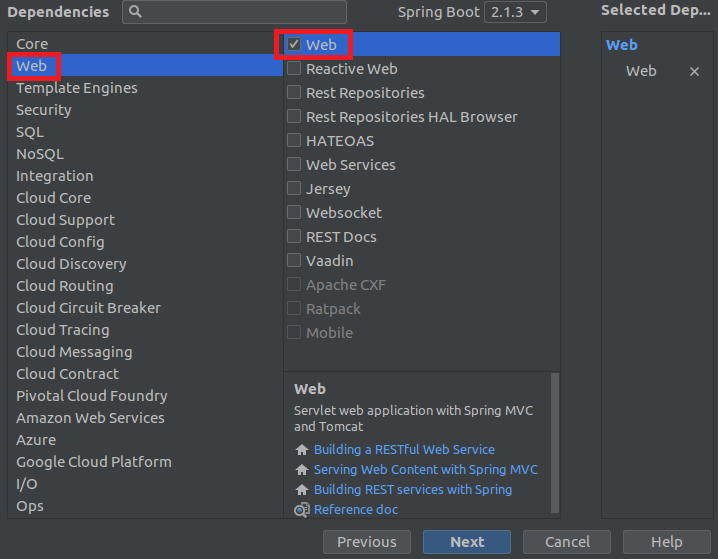 Dependencies
Spring Boot 2.1.3
Selected Dep...
Core
Web
Template Engines
Security
SQL
NoSQL
Integration
Cloud Core
Cloud Support
Cloud Config
Cloud Discovery
Cloud Routing
Cloud Circuit Breaker
Cloud Tracing
Cloud Messaging
Cloud Contract
Pivotal Cloud Foundry
Amazon Web Services
Azure
Google Cloud Platform
I/O
Ops
Web
Reactive Web
Rest Repositories
Rest Repositories HAL Browser
HATEOAS
Web Services
Jersey
Websocket
REST Docs
Vaadin
Apache CXF
Ratpack
Mobile
Web
Servlet web application with Spring MVC
and Tomcat
Building a RESTful Web Service
Serving Web Content with Spring MVC
Building REST services with Spring
Reference doc
Web
Web
Previous
Next
Cancel
Help